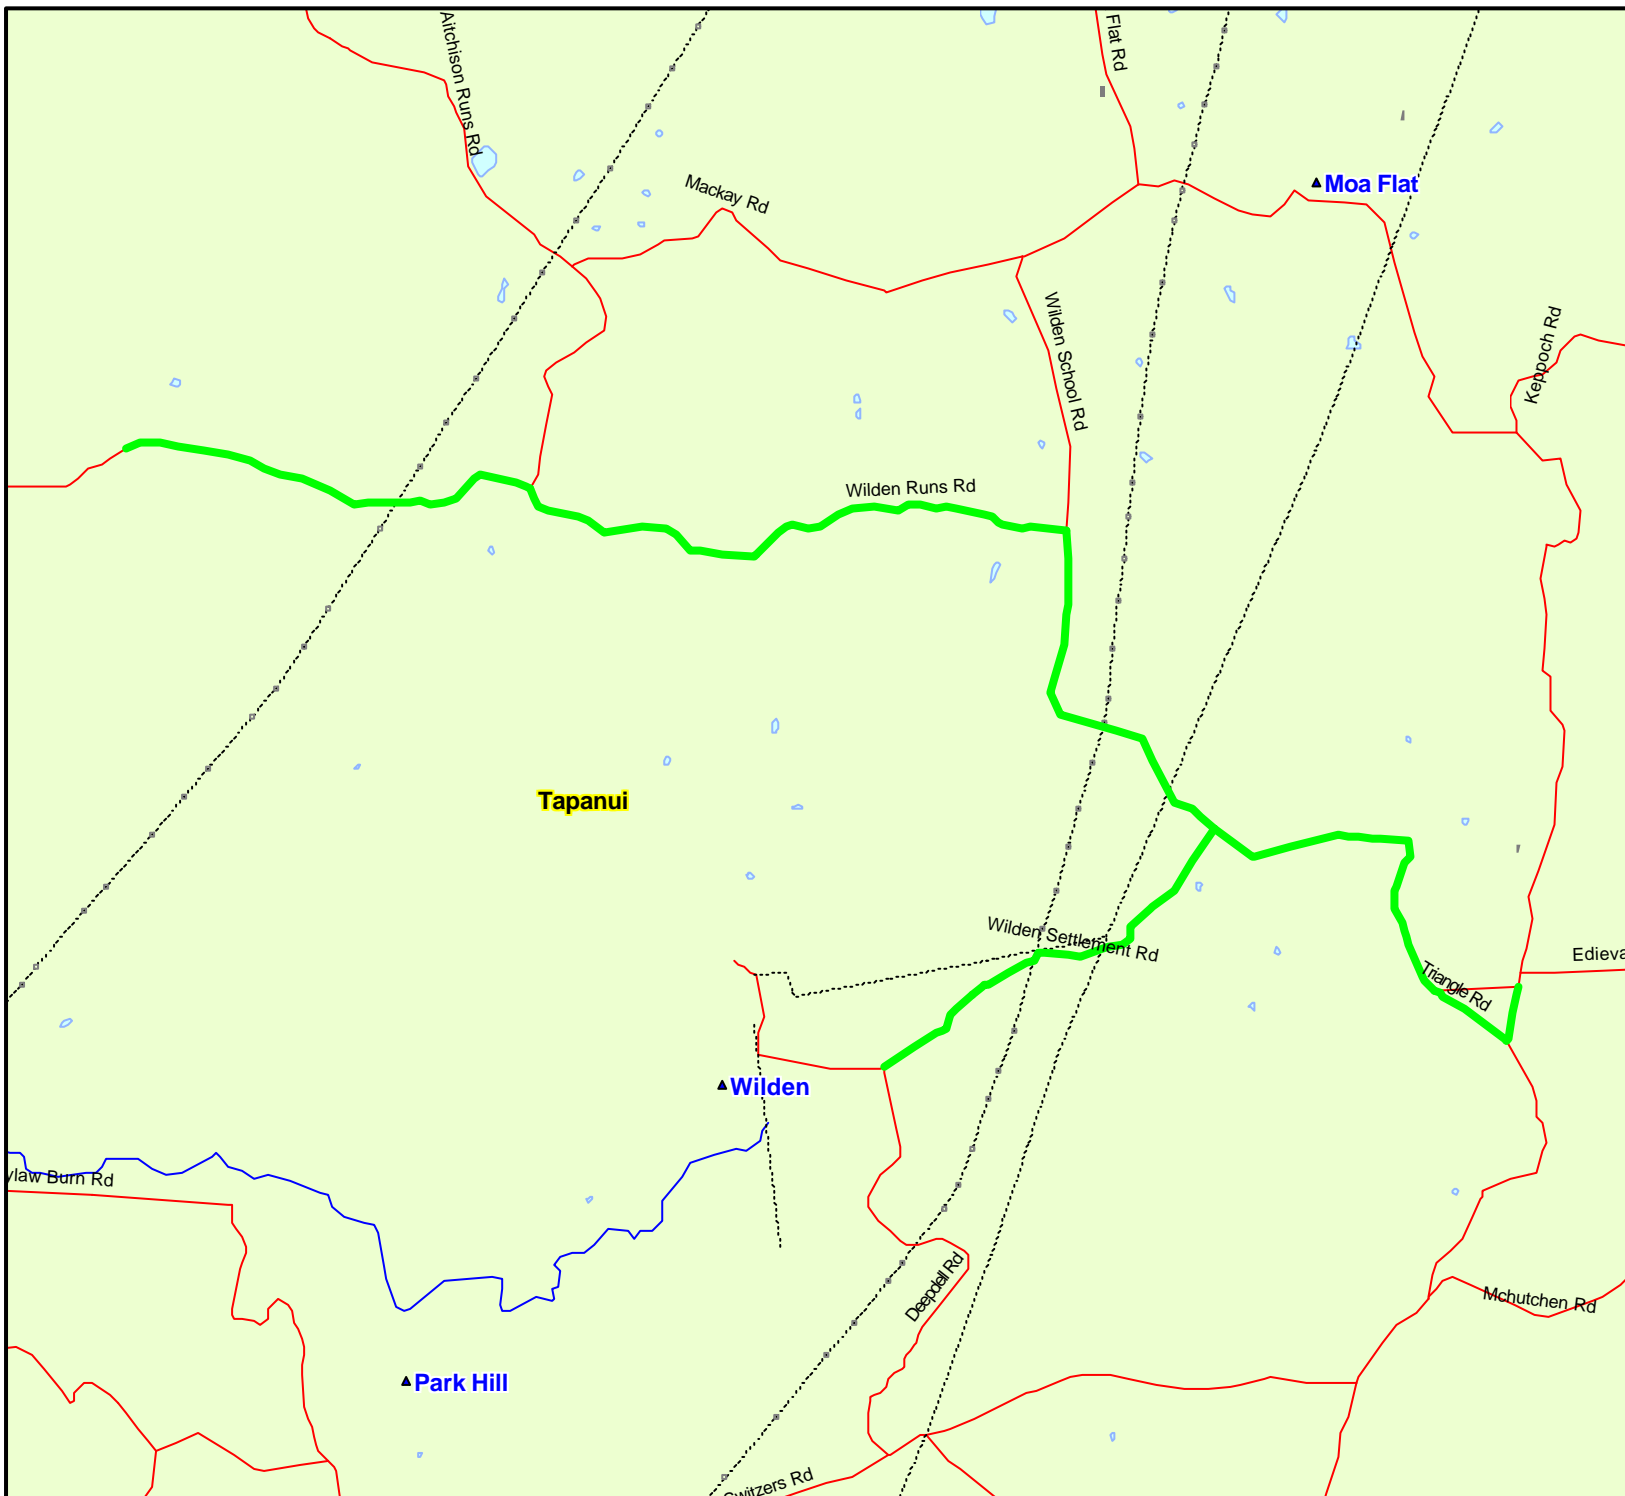 Aitchison Runs Rd
Flat Rd
Mackay Rd
Moa Flat
Wilden School Rd
Keppoch Rd
Wilden Runs Rd
Tapanui
Wilden Settlement Rd
Edieva
Triangle Rd
Wilden
ylaw Burn Rd
Deepdell Rd
Mchutchen Rd
Park Hill
Switzers Rd